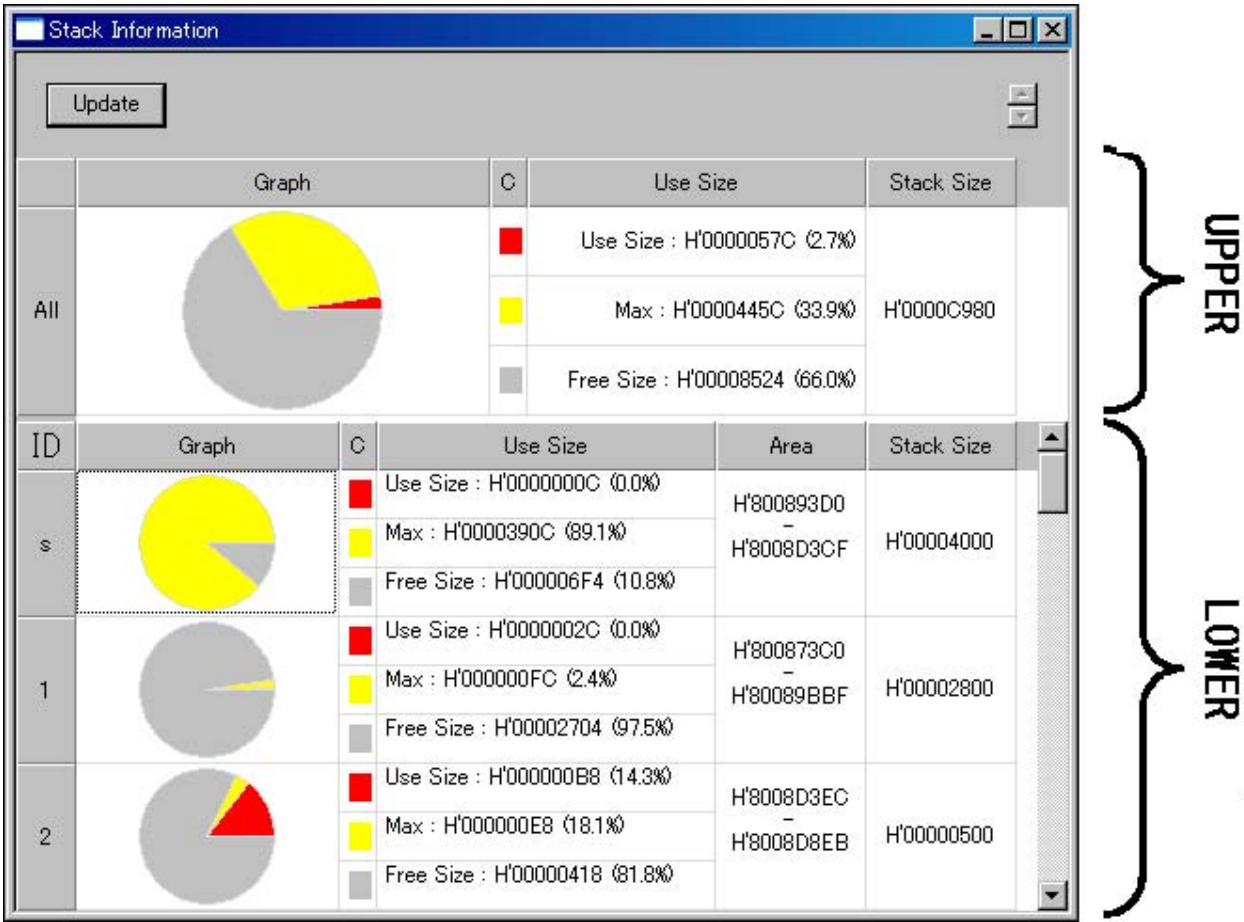 Stack Information
Update
Graph C Use Size Stack Size
All
Use Size : H'0000057C (2.7%)
Max : H'0000445C (33.9%)
Free Size : H'00008524 (66.0%)
H'0000C980
UPPER
ID Graph C Use Size Area Stack Size
s
Use Size : H'0000000C (0.0%)
Max : H'0000390C (89.1%)
Free Size : H'000006F4 (10.8%)
H'800893D0
–
H'8008D3CF
H'00004000
1
Use Size : H'0000002C (0.0%)
Max : H'000000FC (2.4%)
Free Size : H'00002704 (97.5%)
H'800873C0
–
H'80089BBF
H'00002800
2
Use Size : H'000000B8 (14.3%)
Max : H'000000E8 (18.1%)
Free Size : H'00000418 (81.8%)
H'8008D3EC
–
H'8008D8EB
H'00000500
LOWER